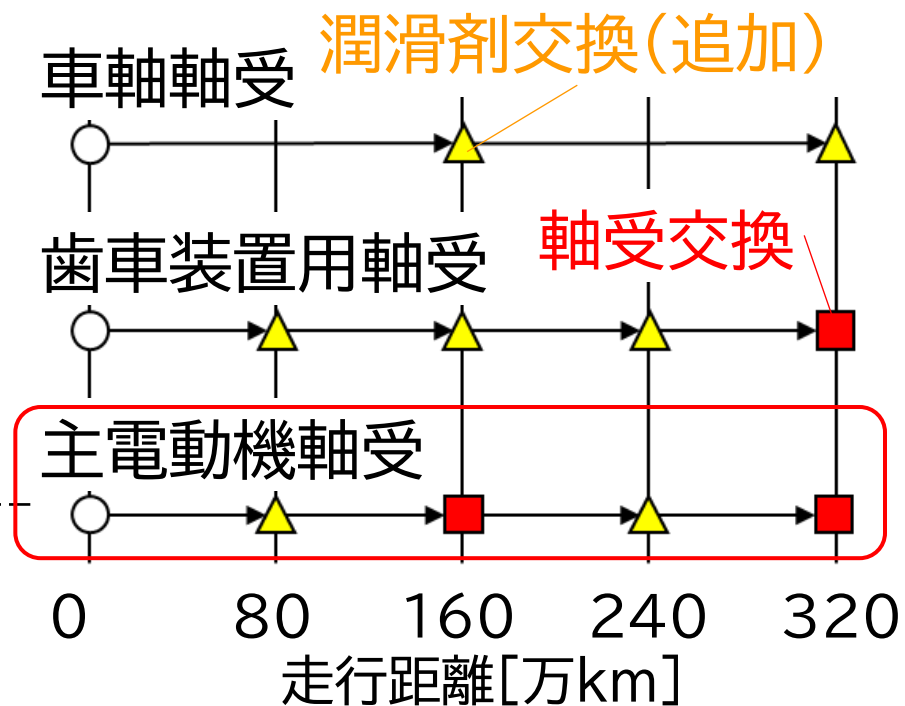 潤滑剤交換(追加)
車軸軸受
軸受交換
歯車装置用軸受
主電動機軸受
0 80 160 240 320
走行距離[万km]